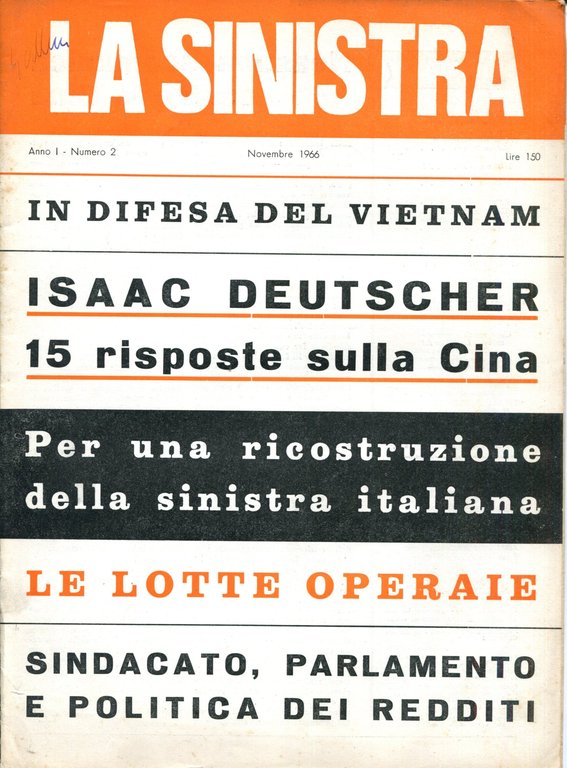 LA SINISTRA
Anno I - Numero 2 Novembre 1966 Lire 150
IN DIFESA DEL VIETNAM
ISAAC DEUTSCHER
15 risposte sulla Cina
Per una ricostruzione
della sinistra italiana
LE LOTTE OPERAIE
SINDACATO, PARLAMENTO
E POLITICA DEI REDDITI